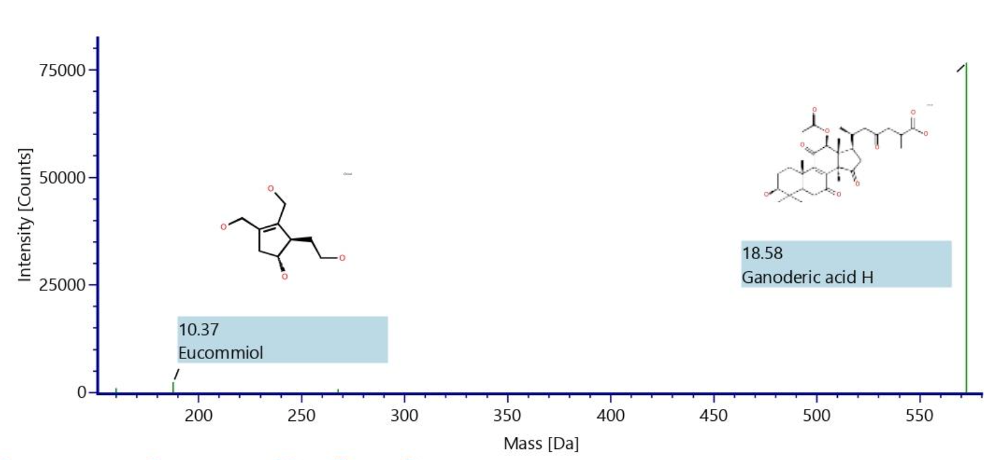 75000
50000
25000
0
Intensity [Counts]
O
O
O
O
10.37
Eucommiol
O
O
O
O
O
O
O
O
O
18.58
Ganoderic acid H
200
250
300
350
400
450
500
550
Mass [Da]